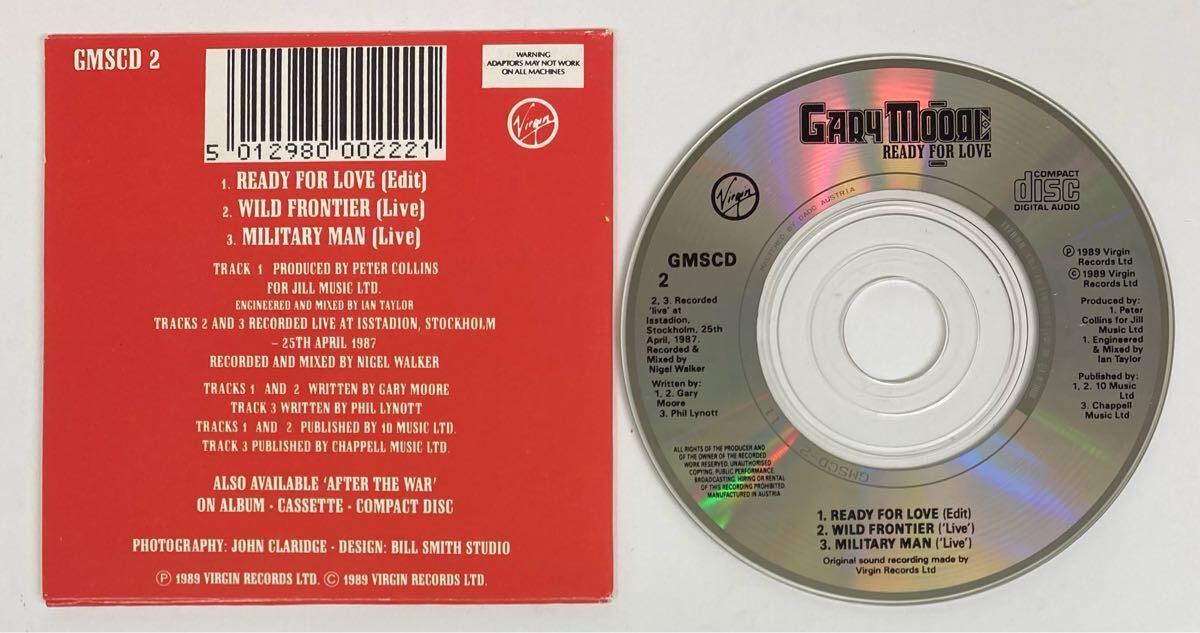 GMSCD 2
5 012980 002221
WARNING
ADAPTORS MAY NOT WORK
ON ALL MACHINES
Virgin
1. READY FOR LOVE (Edit)
2. WILD FRONTIER (Live)
3. MILITARY MAN (Live)
TRACK 1 PRODUCED BY PETER COLLINS
FOR JILL MUSIC LTD.
ENGINEERED AND MIXED BY IAN TAYLOR
TRACKS 2 AND 3 RECORDED LIVE AT ISSTADION, STOCKHOLM
– 25TH APRIL 1987
RECORDED AND MIXED BY NIGEL WALKER
TRACKS 1 AND 2 WRITTEN BY GARY MOORE
TRACK 3 WRITTEN BY PHIL LYNOTT
TRACKS 1 AND 2 PUBLISHED BY 10 MUSIC LTD.
TRACK 3 PUBLISHED BY CHAPPELL MUSIC LTD.
ALSO AVAILABLE 'AFTER THE WAR'
ON ALBUM · CASSETTE · COMPACT DISC
PHOTOGRAPHY: JOHN CLARIDGE · DESIGN: BILL SMITH STUDIO
Ⓟ 1989 VIRGIN RECORDS LTD. © 1989 VIRGIN RECORDS LTD.
GARY MOORE
READY FOR LOVE
Virgin
COMPACT
disc
DIGITAL AUDIO
MASTERED BY DADC AUSTRIA
GMSCD
2
2, 3. Recorded
'live' at
Isstadion,
Stockholm, 25th
April, 1987.
Recorded &
Mixed by
Nigel Walker
Written by:
1, 2. Gary
Moore
3. Phil Lynott
Ⓟ 1989 Virgin
Records Ltd
© 1989 Virgin
Records Ltd
Produced by:
1. Peter
Collins for Jill
Music Ltd
1. Engineered
& Mixed by
Ian Taylor
Published by:
1, 2. 10 Music
Ltd
3. Chappell
Music Ltd
GMSCD-2
ALL RIGHTS OF THE PRODUCER AND
OF THE OWNER OF THE RECORDED
WORK RESERVED. UNAUTHORISED
COPYING, PUBLIC PERFORMANCE,
BROADCASTING, HIRING OR RENTAL
OF THIS RECORDING PROHIBITED.
MANUFACTURED IN AUSTRIA
1. READY FOR LOVE (Edit)
2. WILD FRONTIER ('Live')
3. MILITARY MAN ('Live')
Original sound recording made by
Virgin Records Ltd